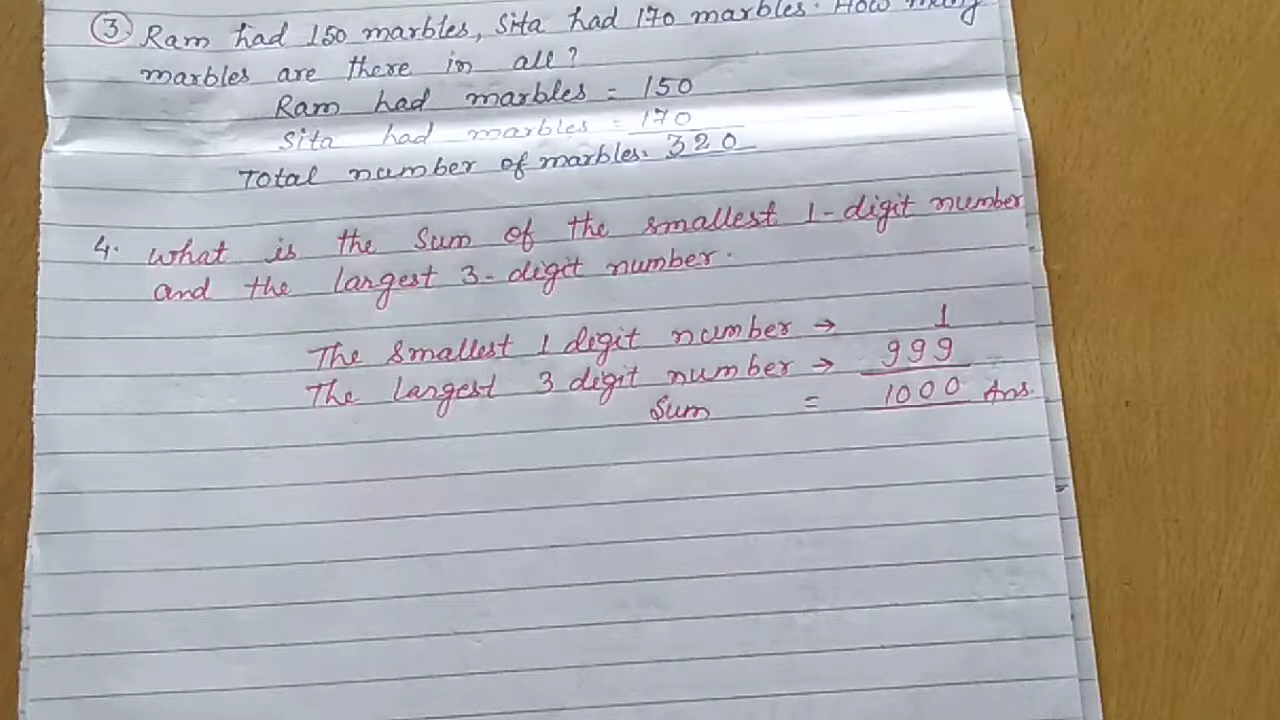 ③ Ram had 150 marbles, Sita had 170 marbles. How many
marbles are there in all?
Ram had marbles = 150
Sita had marbles = 170
Total number of marbles. 320
4. What is the Sum of the smallest 1-digit number
and the largest 3-digit number.
The Smallest 1 digit number → 1
The largest 3 digit number → 999
Sum = 1000 Ans.